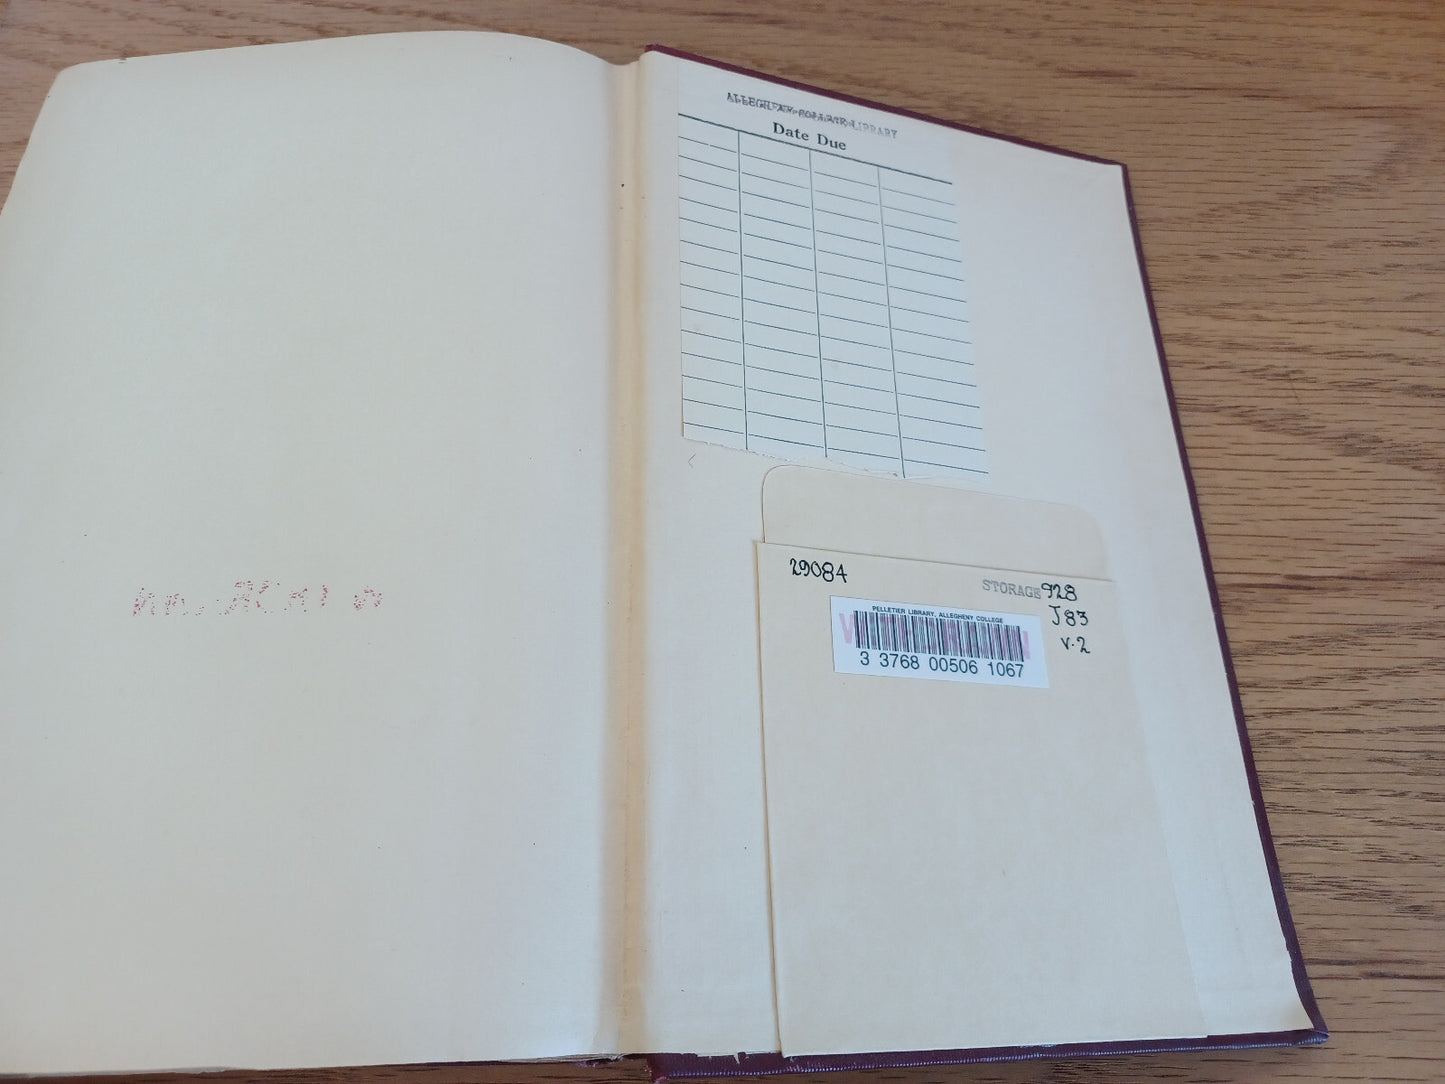 ALLEGHENY COLLEGE LIBRARY
Date Due
29084
STORAGE 928
J83
v.2
PELLETIER LIBRARY, ALLEGHENY COLLEGE
3 3768 00506 1067